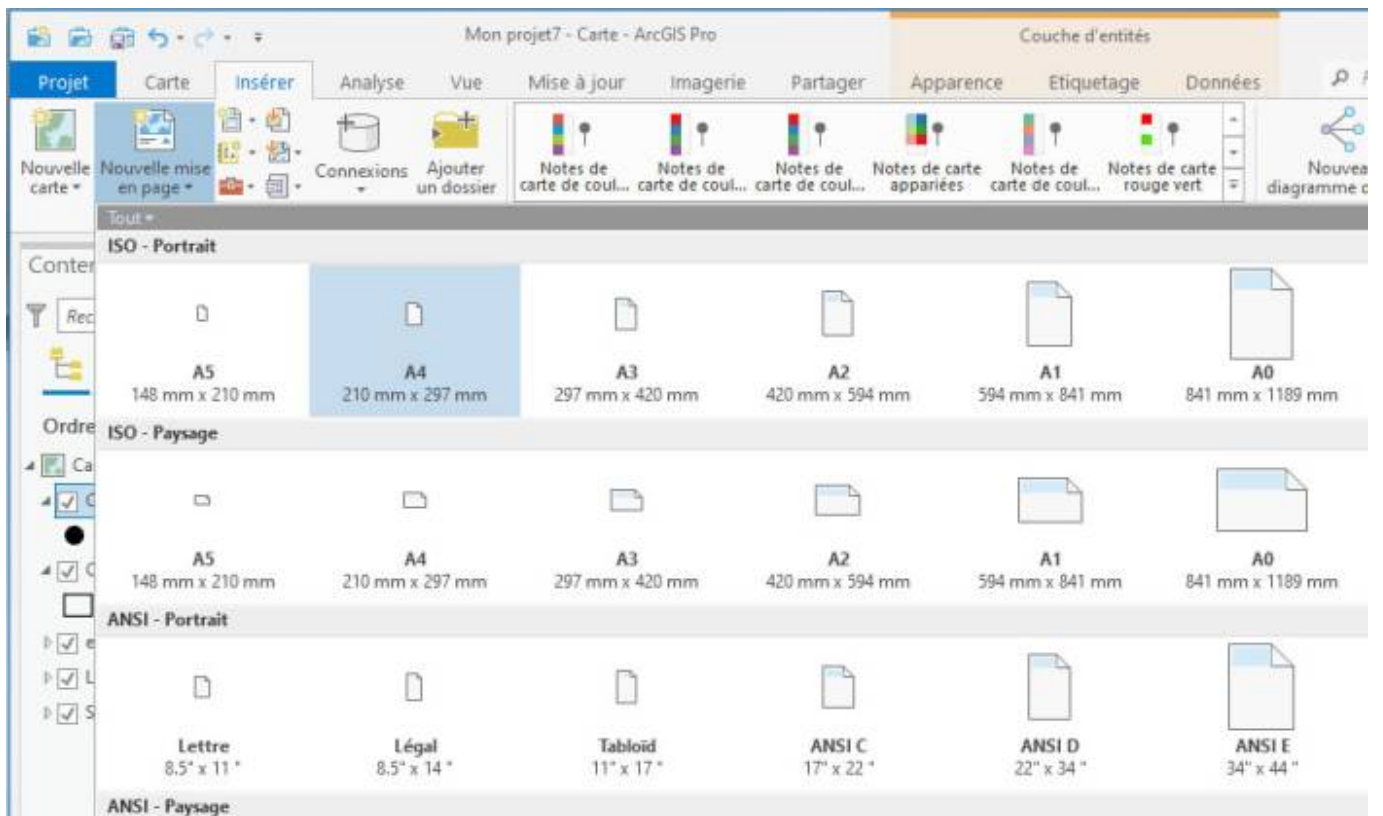 Mon projet7 - Carte - ArcGIS Pro
Couche d'entités
Projet Carte Insérer Analyse Vue Mise à jour Imagerie Partager Apparence Etiquetage Données
Nouvelle carte
Nouvelle mise en page
Connexions
Ajouter un dossier
Notes de carte de coul...
Notes de carte de coul...
Notes de carte de coul...
Notes de carte appariées
Notes de carte de coul...
Notes de carte rouge vert
Nouvea
diagramme d
Tout
Conter
Rec
Ordre
Ca
C
C
e
L
S
ISO - Portrait
A5 A4 A3 A2 A1 A0
148 mm x 210 mm 210 mm x 297 mm 297 mm x 420 mm 420 mm x 594 mm 594 mm x 841 mm 841 mm x 1189 mm
ISO - Paysage
A5 A4 A3 A2 A1 A0
148 mm x 210 mm 210 mm x 297 mm 297 mm x 420 mm 420 mm x 594 mm 594 mm x 841 mm 841 mm x 1189 mm
ANSI - Portrait
Lettre Légal Tabloïd ANSI C ANSI D ANSI E
8.5" x 11 " 8.5" x 14 " 11" x 17 " 17" x 22 " 22" x 34 " 34" x 44 "
ANSI - Paysage